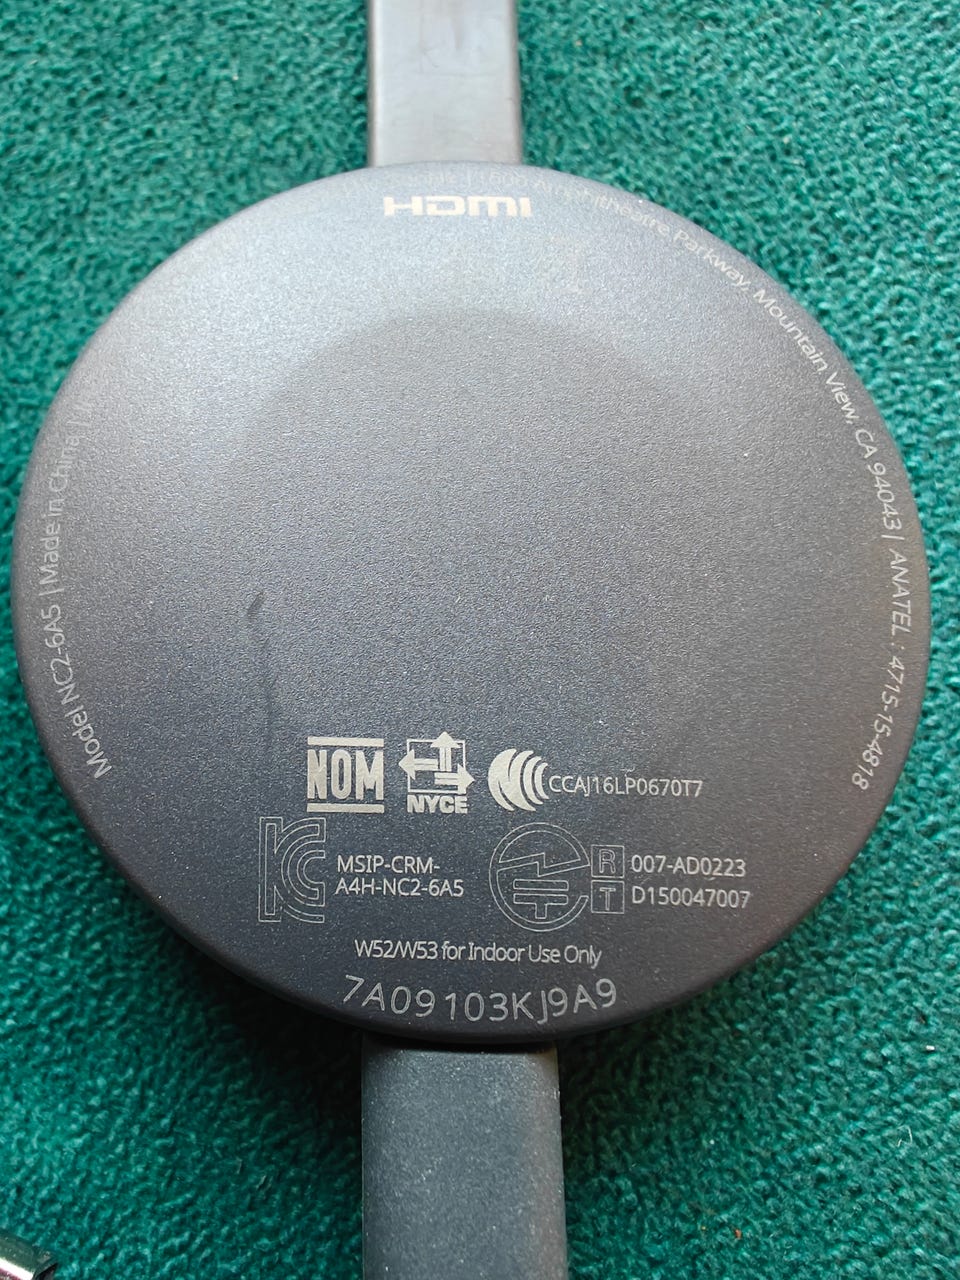 HDMI
Model NC2-6A5 | Made in China |
Amphitheatre Parkway, Mountain View, CA 94043 | ANATEL : 4715-15-4818
NOM
NYCE
CCAJ16LP0670T7
KC
MSIP-CRM-
A4H-NC2-6A5
R 007-AD0223
T D150047007
W52/W53 for Indoor Use Only
7A09103KJ9A9